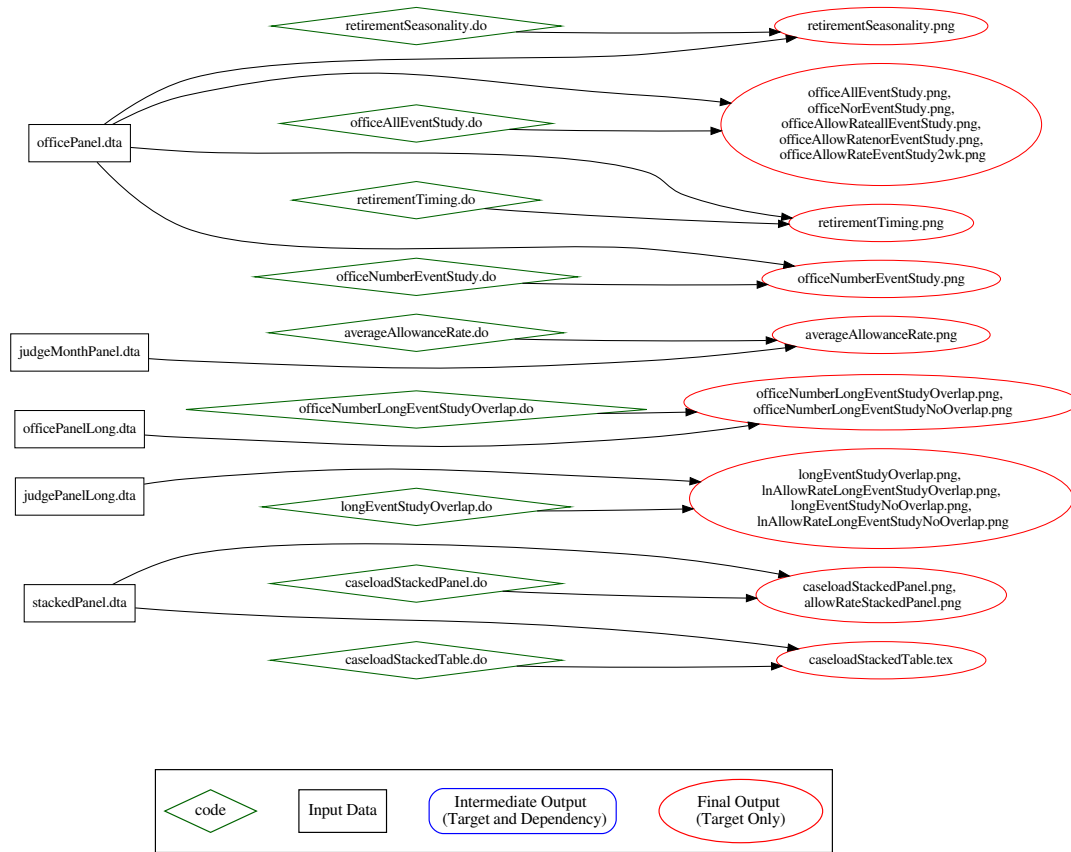 retirementSeasonality.do
retirementSeasonality.png
officePanel.dta
officeAllEventStudy.do
officeAllEventStudy.png,
officeNorEventStudy.png,
officeAllowRateallEventStudy.png,
officeAllowRatenorEventStudy.png,
officeAllowRateEventStudy2wk.png
retirementTiming.do
retirementTiming.png
officeNumberEventStudy.do
officeNumberEventStudy.png
judgeMonthPanel.dta
averageAllowanceRate.do
averageAllowanceRate.png
officePanelLong.dta
officeNumberLongEventStudyOverlap.do
officeNumberLongEventStudyOverlap.png,
officeNumberLongEventStudyNoOverlap.png
judgePanelLong.dta
longEventStudyOverlap.do
longEventStudyOverlap.png,
lnAllowRateLongEventStudyOverlap.png,
longEventStudyNoOverlap.png,
lnAllowRateLongEventStudyNoOverlap.png
stackedPanel.dta
caseloadStackedPanel.do
caseloadStackedPanel.png,
allowRateStackedPanel.png
caseloadStackedTable.do
caseloadStackedTable.tex
code
Input Data
Intermediate Output
(Target and Dependency)
Final Output
(Target Only)